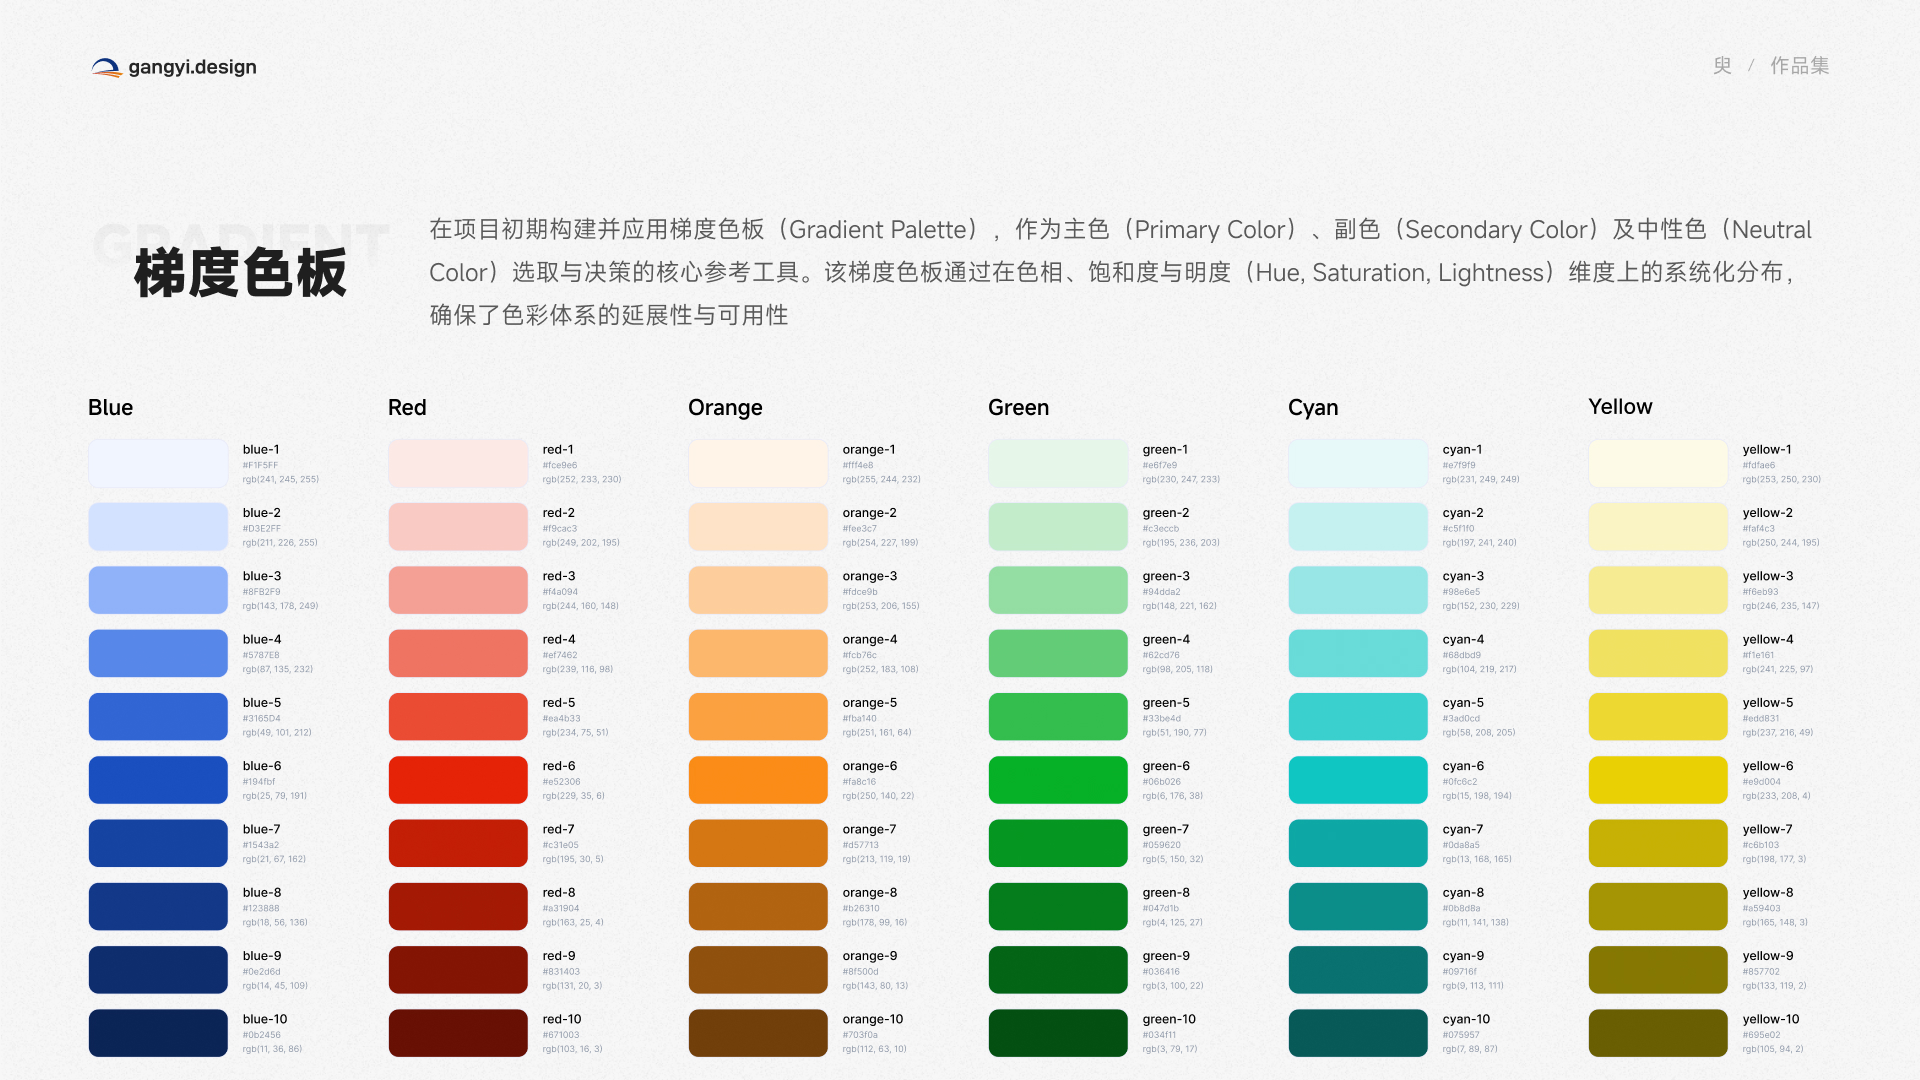 gangyi.design
臾 / 作品集
GRADIENT
梯度色板
在项目初期构建并应用梯度色板（Gradient Palette），作为主色（Primary Color）、副色（Secondary Color）及中性色（Neutral
Color）选取与决策的核心参考工具。该梯度色板通过在色相、饱和度与明度（Hue, Saturation, Lightness）维度上的系统化分布，
确保了色彩体系的延展性与可用性
Blue
blue-1
#F1F5FF
rgb(241, 245, 255)
blue-2
#D3E2FF
rgb(211, 226, 255)
blue-3
#8FB2F9
rgb(143, 178, 249)
blue-4
#5787E8
rgb(87, 135, 232)
blue-5
#3165D4
rgb(49, 101, 212)
blue-6
#194fbf
rgb(25, 79, 191)
blue-7
#1543a2
rgb(21, 67, 162)
blue-8
#123888
rgb(18, 56, 136)
blue-9
#0e2d6d
rgb(14, 45, 109)
blue-10
#0b2456
rgb(11, 36, 86)
Red
red-1
#fce9e6
rgb(252, 233, 230)
red-2
#f9cac3
rgb(249, 202, 195)
red-3
#f4a094
rgb(244, 160, 148)
red-4
#ef7462
rgb(239, 116, 98)
red-5
#ea4b33
rgb(234, 75, 51)
red-6
#e52306
rgb(229, 35, 6)
red-7
#c31e05
rgb(195, 30, 5)
red-8
#a31904
rgb(163, 25, 4)
red-9
#831403
rgb(131, 20, 3)
red-10
#671003
rgb(103, 16, 3)
Orange
orange-1
#fff4e8
rgb(255, 244, 232)
orange-2
#fee3c7
rgb(254, 227, 199)
orange-3
#fdce9b
rgb(253, 206, 155)
orange-4
#fcb76c
rgb(252, 183, 108)
orange-5
#fba140
rgb(251, 161, 64)
orange-6
#fa8c16
rgb(250, 140, 22)
orange-7
#d57713
rgb(213, 119, 19)
orange-8
#b26310
rgb(178, 99, 16)
orange-9
#8f500d
rgb(143, 80, 13)
orange-10
#703f0a
rgb(112, 63, 10)
Green
green-1
#e6f7e9
rgb(230, 247, 233)
green-2
#c3eccb
rgb(195, 236, 203)
green-3
#94dda2
rgb(148, 221, 162)
green-4
#62cd76
rgb(98, 205, 118)
green-5
#33be4d
rgb(51, 190, 77)
green-6
#06b026
rgb(6, 176, 38)
green-7
#059620
rgb(5, 150, 32)
green-8
#047d1b
rgb(4, 125, 27)
green-9
#036416
rgb(3, 100, 22)
green-10
#034f11
rgb(3, 79, 17)
Cyan
cyan-1
#e7f9f9
rgb(231, 249, 249)
cyan-2
#c5f1f0
rgb(197, 241, 240)
cyan-3
#98e6e5
rgb(152, 230, 229)
cyan-4
#68dbd9
rgb(104, 219, 217)
cyan-5
#3ad0cd
rgb(58, 208, 205)
cyan-6
#0fc6c2
rgb(15, 198, 194)
cyan-7
#0da8a5
rgb(13, 168, 165)
cyan-8
#0b8d8a
rgb(11, 141, 138)
cyan-9
#09716f
rgb(9, 113, 111)
cyan-10
#075957
rgb(7, 89, 87)
Yellow
yellow-1
#fdfae6
rgb(253, 250, 230)
yellow-2
#faf4c3
rgb(250, 244, 195)
yellow-3
#f6eb93
rgb(246, 235, 147)
yellow-4
#f1e161
rgb(241, 225, 97)
yellow-5
#edd831
rgb(237, 216, 49)
yellow-6
#e9d004
rgb(233, 208, 4)
yellow-7
#c6b103
rgb(198, 177, 3)
yellow-8
#a59403
rgb(165, 148, 3)
yellow-9
#857702
rgb(133, 119, 2)
yellow-10
#695e02
rgb(105, 94, 2)